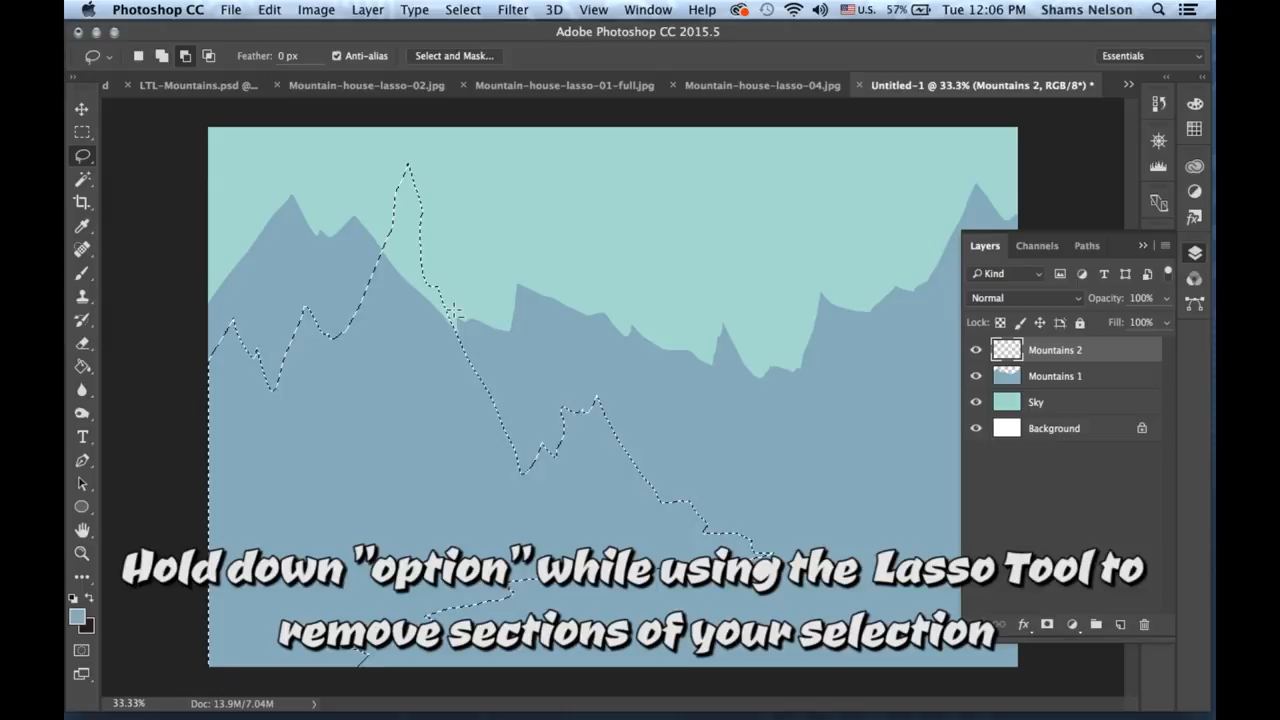 Photoshop CC File Edit Image Layer Type Select Filter 3D View Window Help U.S. 57% Tue 12:06 PM Shams Nelson
Adobe Photoshop CC 2015.5
Feather: 0 px Anti-alias Select and Mask... Essentials
d × LTL-Mountains.psd @... × Mountain-house-lasso-02.jpg × Mountain-house-lasso-01-full.jpg × Mountain-house-lasso-04.jpg × Untitled-1 @ 33.3% (Mountains 2, RGB/8*) *
Layers Channels Paths
Kind
Normal Opacity: 100%
Lock: Fill: 100%
Mountains 2
Mountains 1
Sky
Background
Hold down "option" while using the Lasso Tool to
remove sections of your selection
33.33% Doc: 13.9M/7.04M